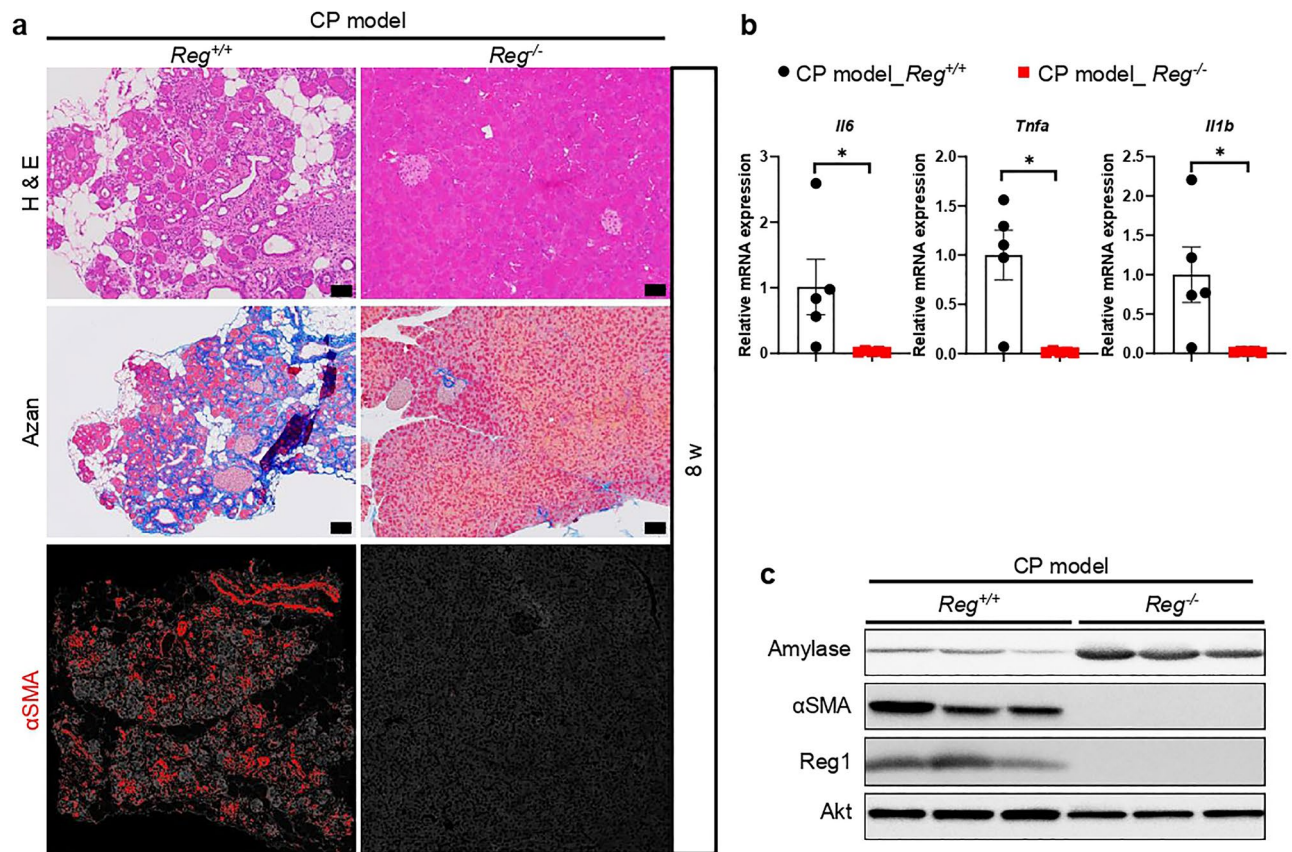 a
CP model
Reg+/+
Reg-/-
H & E
Azan
αSMA
8 w
b
CP model_Reg+/+
CP model_ Reg-/-
Il6
Relative mRNA expression
3
2
1
0
*
Tnfa
Relative mRNA expression
2.0
1.5
1.0
0.5
0.0
*
Il1b
Relative mRNA expression
2.5
2.0
1.5
1.0
0.5
0.0
*
c
CP model
Reg+/+
Reg-/-
Amylase
αSMA
Reg1
Akt